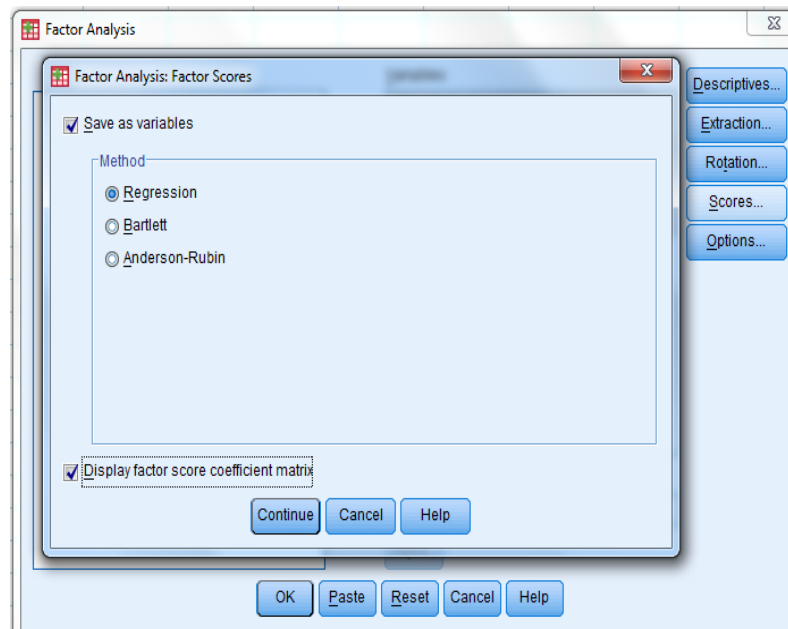 Factor Analysis
Factor Analysis: Factor Scores
Descriptives...
Save as variables
Extraction...
Method
Rotation...
Regression
Scores...
Bartlett
Options...
Anderson-Rubin
Display factor score coefficient matrix
Continue Cancel Help
OK Paste Reset Cancel Help